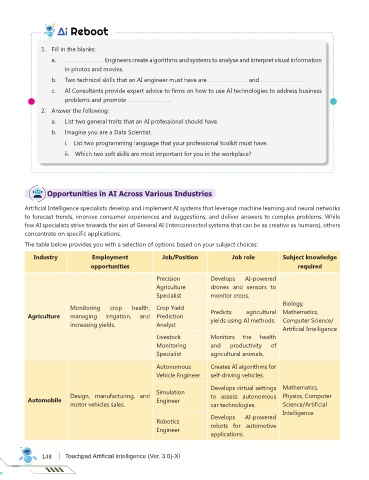 Ai Reboot
1. Fill in the blanks:
a. ........................ Engineers create algorithms and systems to analyse and interpret visual information
in photos and movies.
b. Two technical skills that an AI engineer must have are ........................ and ........................ .
c. AI Consultants provide expert advice to firms on how to use AI technologies to address business
problems and promote ........................ .
2. Answer the following:
a. List two general traits that an AI professional should have.
b. Imagine you are a Data Scientist.
i. List two programming language that your professional toolkit must have.
ii. Which two soft skills are most important for you in the workplace?
Opportunities in AI Across Various Industries
Artificial Intelligence specialists develop and implement AI systems that leverage machine learning and neural networks
to forecast trends, improve consumer experiences and suggestions, and deliver answers to complex problems. While
few AI specialists strive towards the aim of General AI (interconnected systems that can be as creative as humans), others
concentrate on specific applications.
The table below provides you with a selection of options based on your subject choices:
Industry
Employment
opportunities
Job/Position
Job role
Subject knowledge
required
Agriculture
Monitoring crop health,
managing irrigation, and
increasing yields.
Precision
Agriculture
Specialist
Develops AI-powered
drones and sensors to
monitor crops.
Crop Yield
Prediction
Analyst
Predicts agricultural
yields using AI methods.
Livestock
Monitoring
Specialist
Monitors the health
and productivity of
agricultural animals.
Biology,
Mathematics,
Computer Science/
Artificial Intelligence
Automobile
Design, manufacturing, and
motor vehicles sales.
Autonomous
Vehicle Engineer
Creates AI algorithms for
self-driving vehicles.
Simulation
Engineer
Develops virtual settings
to assess autonomous
car technologies.
Robotics
Engineer
Develops AI-powered
robots for automotive
applications.
Mathematics,
Physics, Computer
Science/Artificial
Intelligence
148 Touchpad Artificial Intelligence (Ver. 3.0)-XI